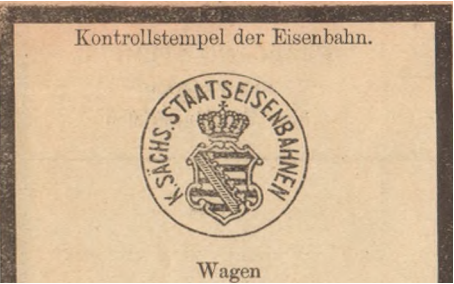 Kontrollstempel der Eisenbahn.
K. SÄCHS. STAATSEISENBAHNEN
Wagen